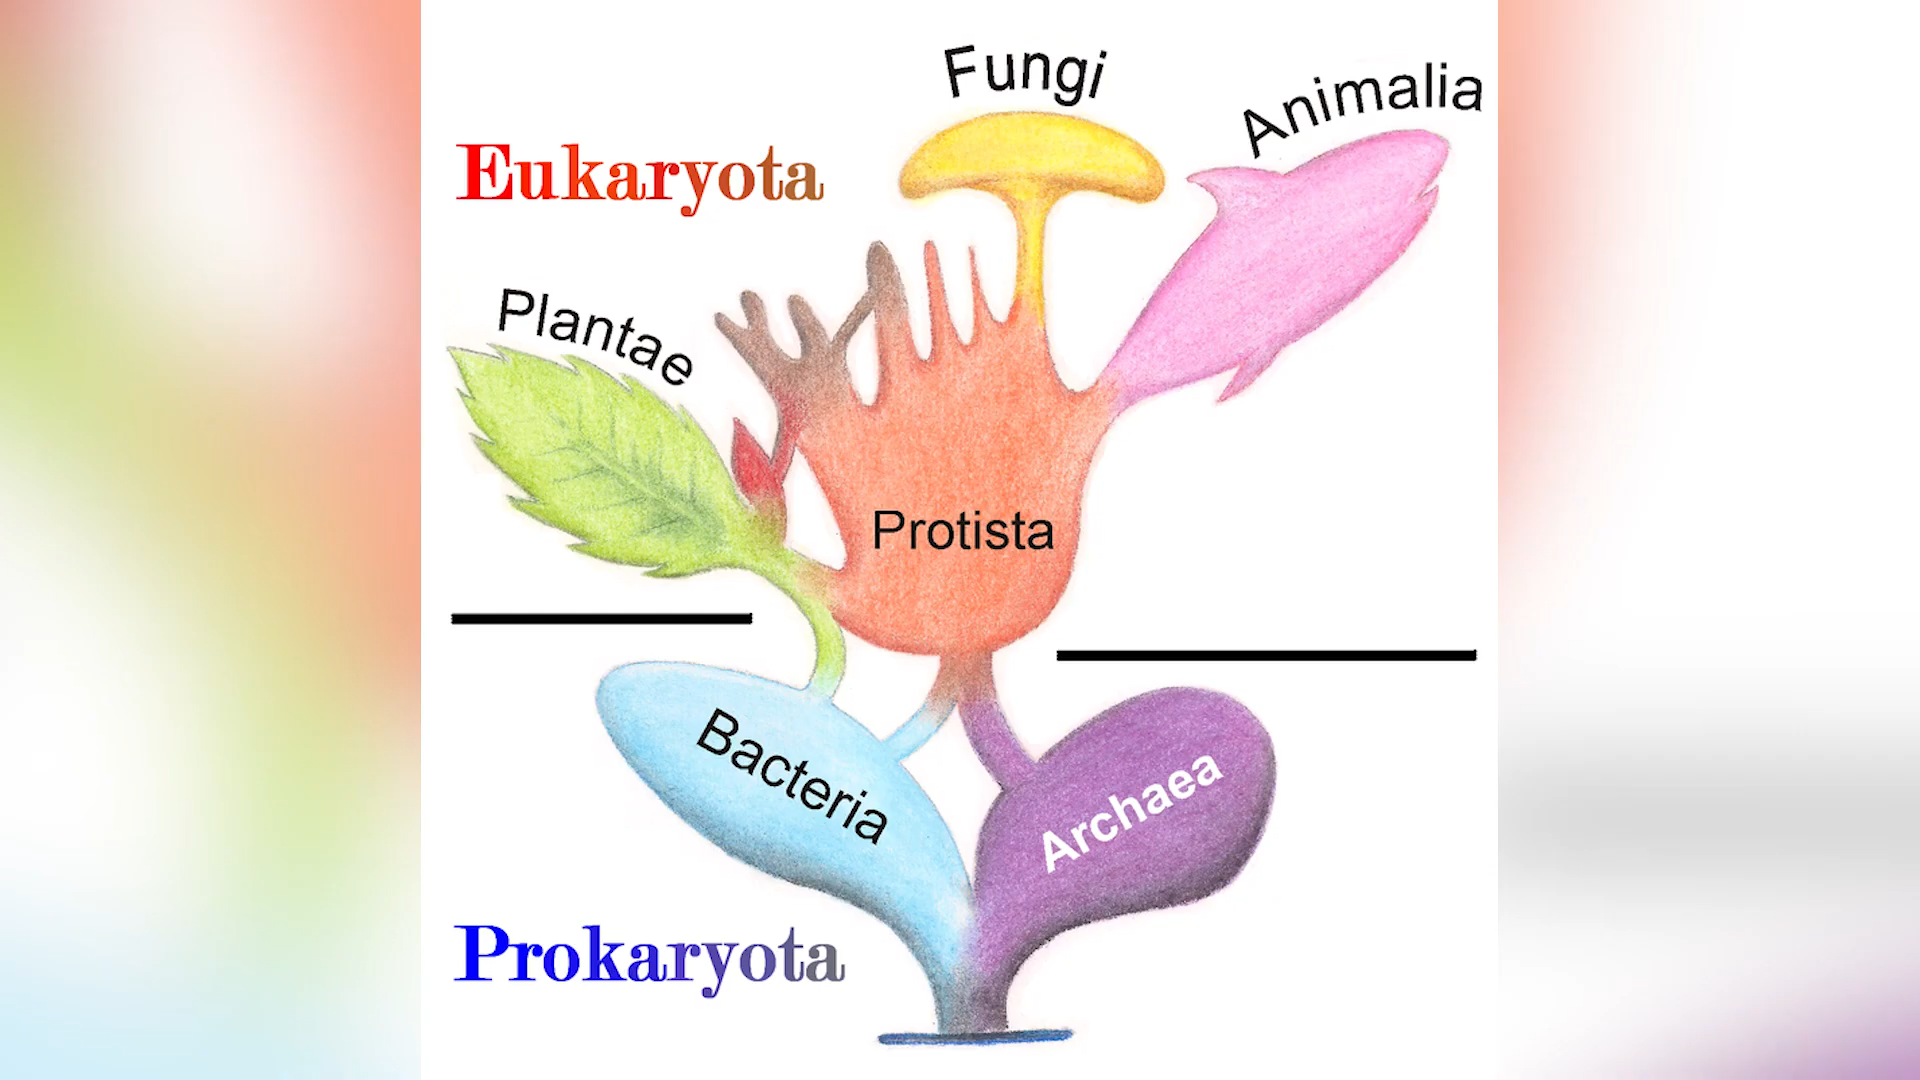 Fungi
Animalia
Eukaryota
Plantae
Protista
Bacteria
Archaea
Prokaryota